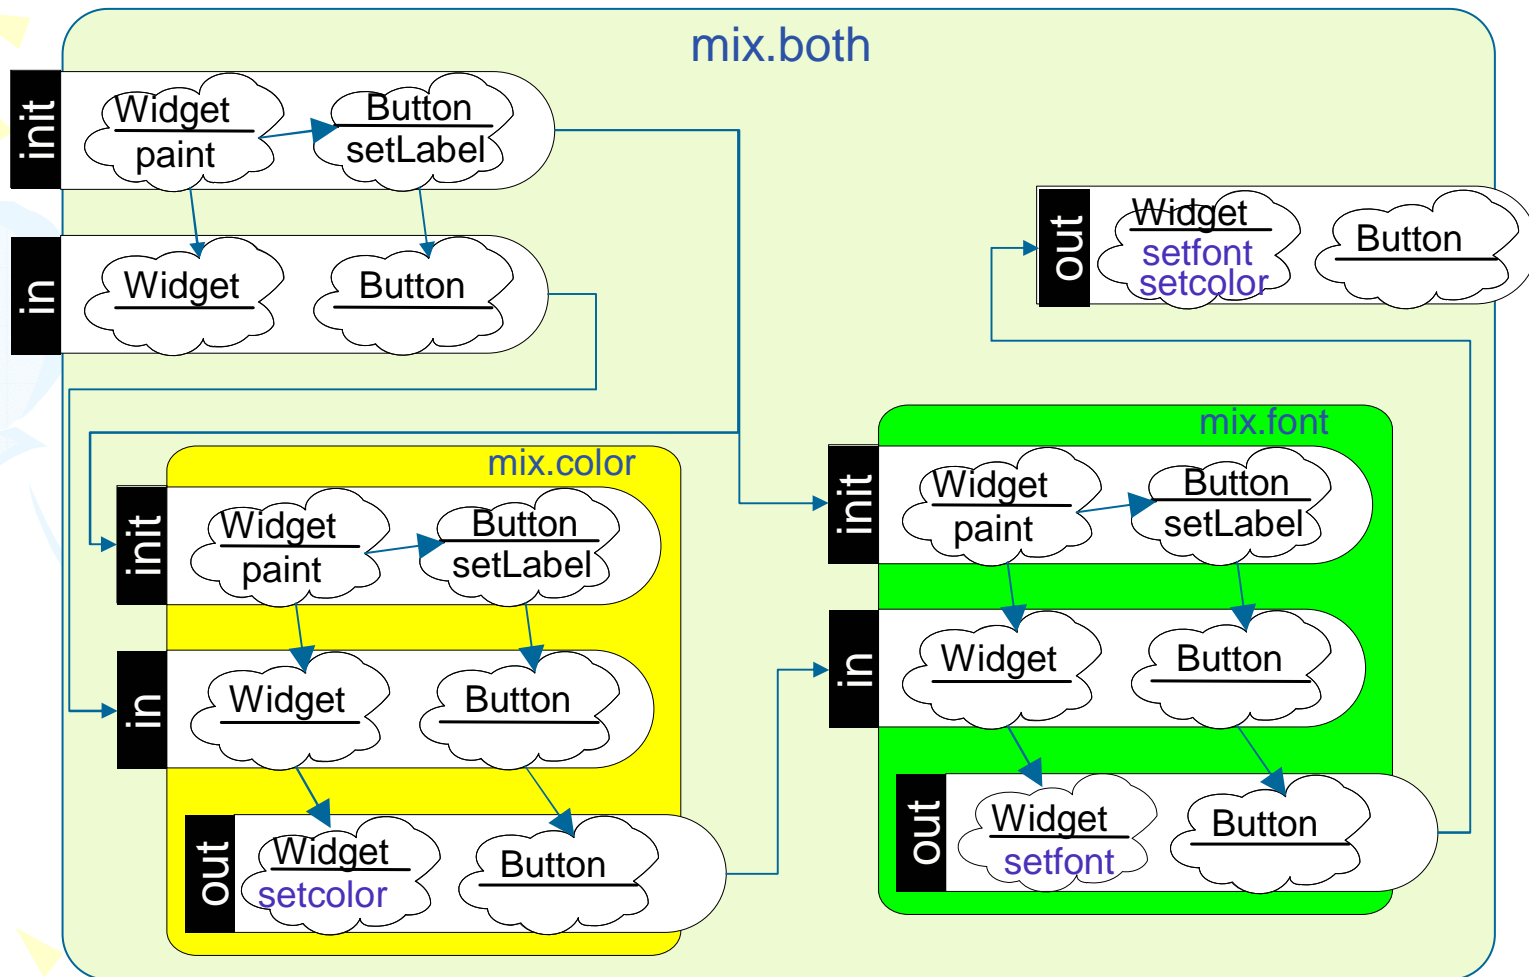 mix.both
init
Widget
paint
Button
setLabel
in
Widget
Button
out
Widget
setfont
setcolor
Button
mix.color
init
Widget
paint
Button
setLabel
in
Widget
Button
out
Widget
setcolor
Button
mix.font
init
Widget
paint
Button
setLabel
in
Widget
Button
out
Widget
setfont
Button